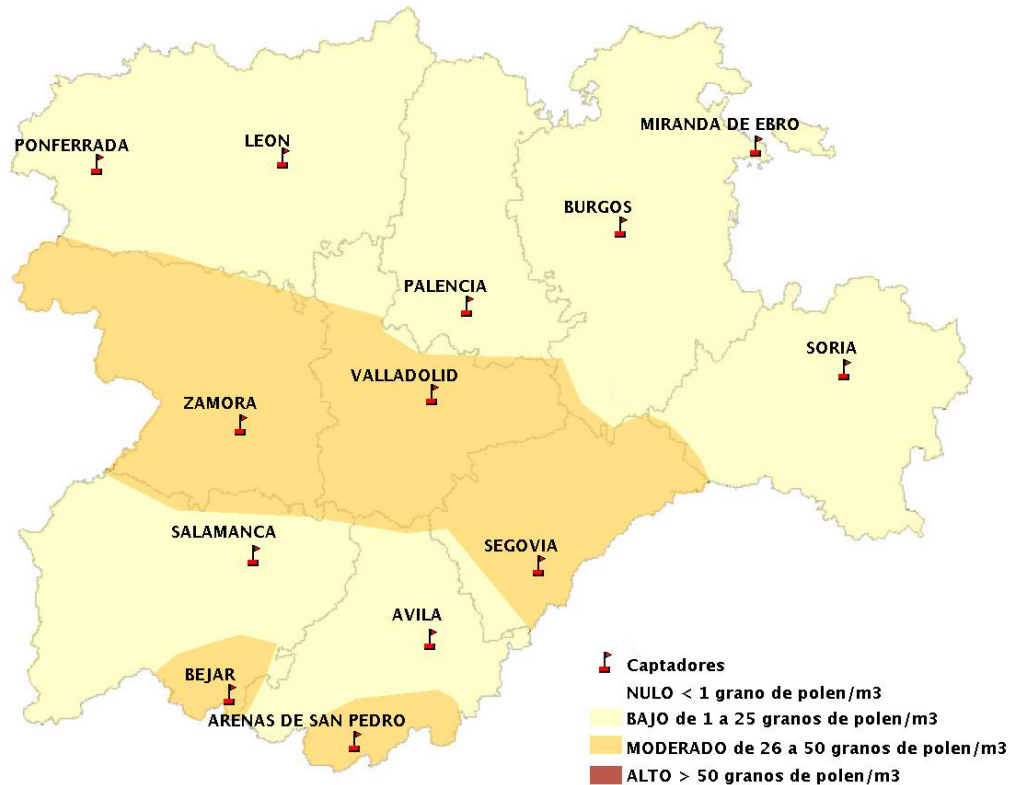 MIRANDA DE EBRO
PONFERRADA
LEON
BURGOS
PALENCIA
SORIA
VALLADOLID
ZAMORA
SALAMANCA
SEGOVIA
AVILA
BEJAR
ARENAS DE SAN PEDRO
Captadores
NULO < 1 grano de polen/m3
BAJO de 1 a 25 granos de polen/m3
MODERADO de 26 a 50 granos de polen/m3
ALTO > 50 granos de polen/m3